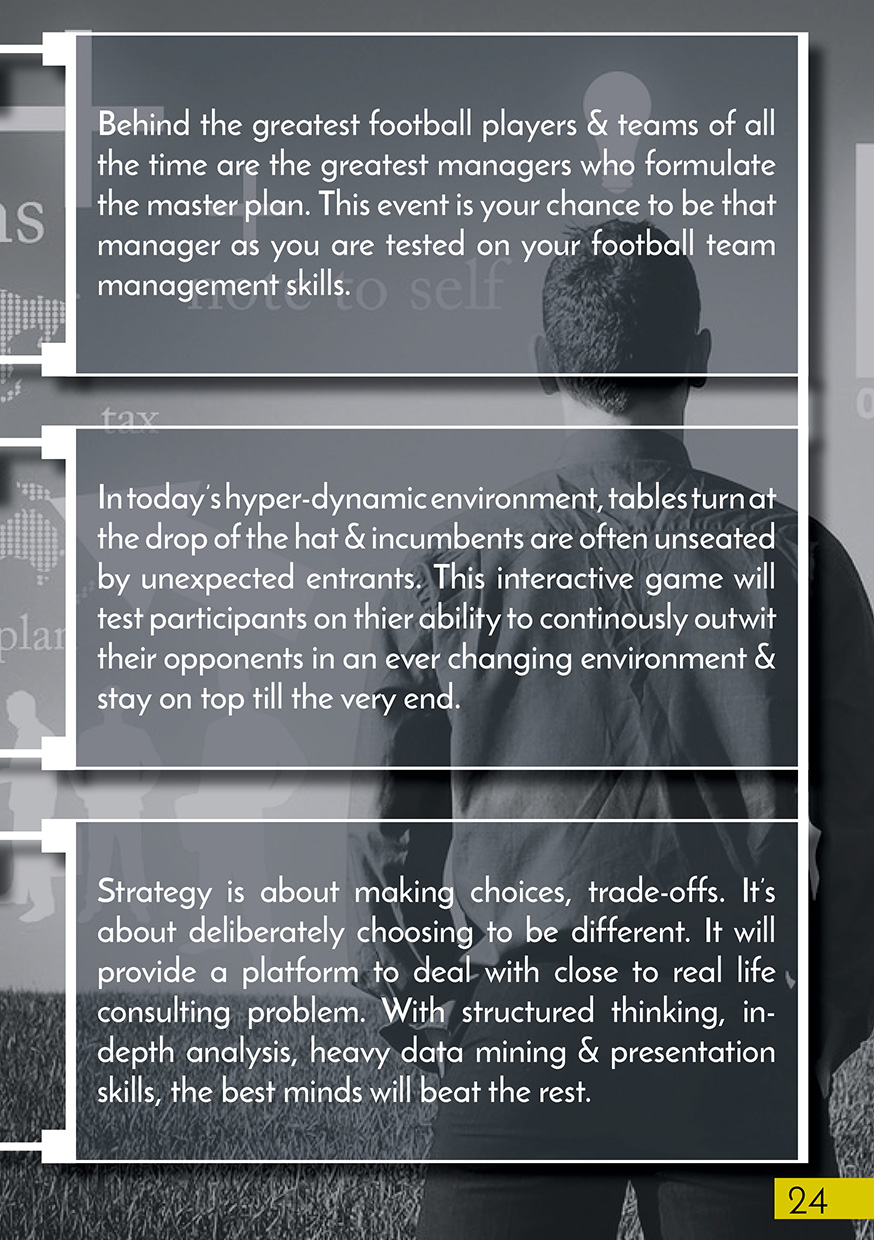 Behind the greatest football players & teams of all
the time are the greatest managers who formulate
the master plan. This event is your chance to be that
manager as you are tested on your football team
management skills.
note to self
tax
In today's hyper-dynamic environment, tables turn at
the drop of the hat & incumbents are often unseated
by unexpected entrants. This interactive game will
test participants on thier ability to continously outwit
their opponents in an ever changing environment &
stay on top till the very end.
plan
Strategy is about making choices, trade-offs. It's
about deliberately choosing to be different. It will
provide a platform to deal with close to real life
consulting problem. With structured thinking, in-
depth analysis, heavy data mining & presentation
skills, the best minds will beat the rest.
24